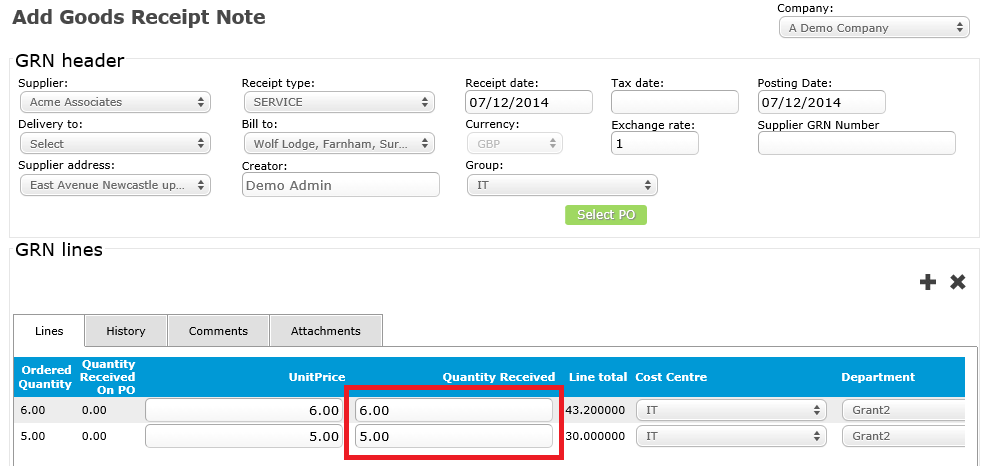 Add Goods Receipt Note
Company:
A Demo Company
GRN header
Supplier: Receipt type: Receipt date: Tax date: Posting Date:
Acme Associates SERVICE 07/12/2014 07/12/2014
Delivery to: Bill to: Currency: Exchange rate: Supplier GRN Number
Select Wolf Lodge, Farnham, Sur... GBP 1
Supplier address: Creator: Group:
East Avenue Newcastle up... Demo Admin IT
Select PO
GRN lines
Lines History Comments Attachments
Ordered Quantity Quantity Received On PO UnitPrice Quantity Received Line total Cost Centre Department
6.00 0.00 6.00 6.00 43.200000 IT Grant2
5.00 0.00 5.00 5.00 30.000000 IT Grant2